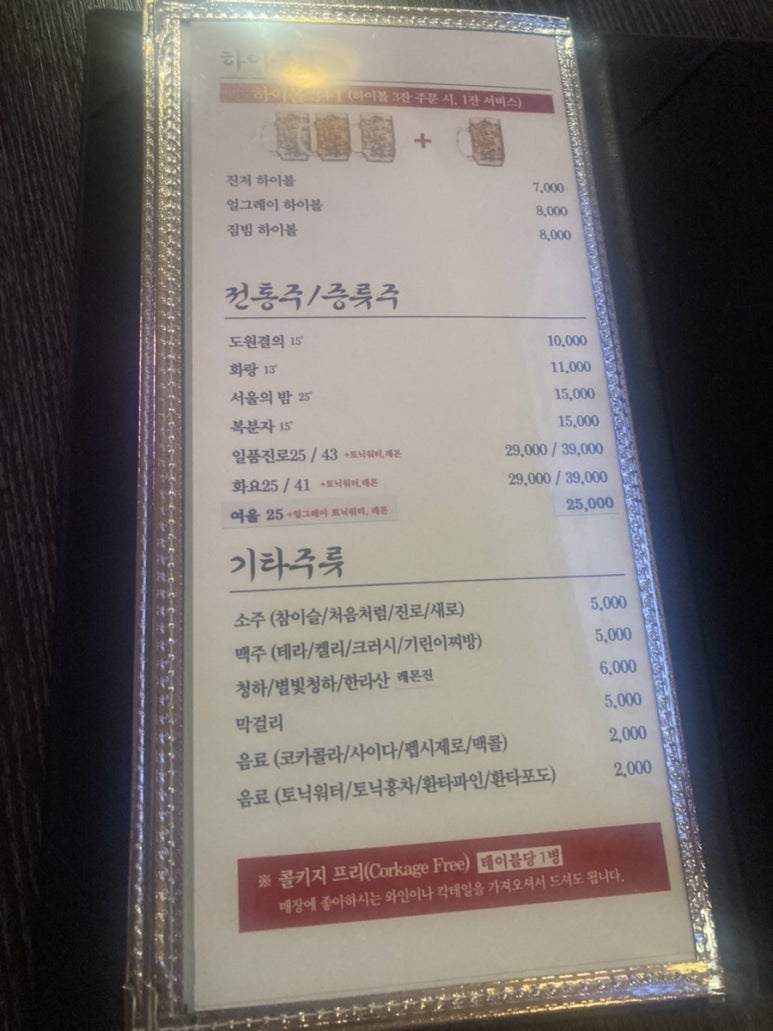 (하이볼 3잔 주문 시, 1잔 서비스)
+
진저 하이볼 7,000
얼그레이 하이볼 8,000
짐빔 하이볼 8,000
전통주/증류주
도원결의 15° 10,000
화랑 13° 11,000
서울의 밤 25° 15,000
복분자 15° 15,000
일품진로25 / 43 +토닉워터,레몬 29,000 / 39,000
화요25 / 41 +토닉워터,레몬 29,000 / 39,000
여울 25 +얼그레이 토닉워터, 레몬 25,000
기타주류
소주 (참이슬/처음처럼/진로/새로) 5,000
맥주 (테라/켈리/크러시/기린이찌방) 5,000
청하/별빛청하/한라산 레몬진 6,000
막걸리 5,000
음료 (코카콜라/사이다/펩시제로/맥콜) 2,000
음료 (토닉워터/토닉홍차/환타파인/환타포도) 2,000
※ 콜키지 프리(Corkage Free) 테이블당 1병
매장에 좋아하시는 와인이나 칵테일을 가져오셔서 드셔도 됩니다.